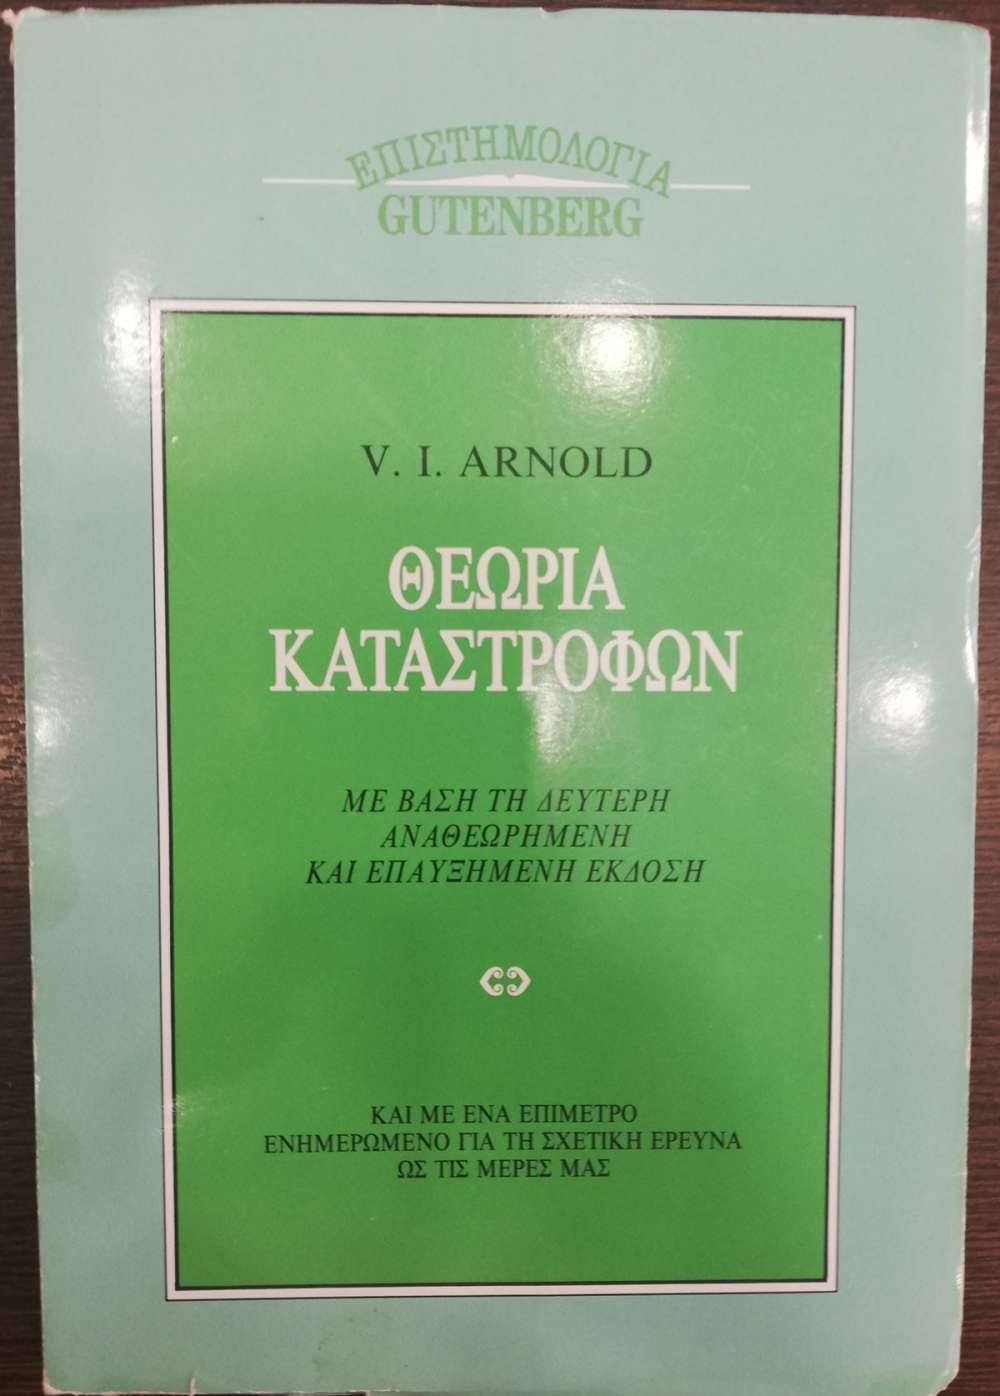 ΕΠΙΣΤΗΜΟΛΟΓΙΑ
GUTENBERG
V. I. ARNOLD
ΘΕΩΡΙΑ
ΚΑΤΑΣΤΡΟΦΩΝ
ΜΕ ΒΑΣΗ ΤΗ ΔΕΥΤΕΡΗ
ΑΝΑΘΕΩΡΗΜΕΝΗ
ΚΑΙ ΕΠΑΥΞΗΜΕΝΗ ΕΚΔΟΣΗ
ΚΑΙ ΜΕ ΕΝΑ ΕΠΙΜΕΤΡΟ
ΕΝΗΜΕΡΩΜΕΝΟ ΓΙΑ ΤΗ ΣΧΕΤΙΚΗ ΕΡΕΥΝΑ
ΩΣ ΤΙΣ ΜΕΡΕΣ ΜΑΣ